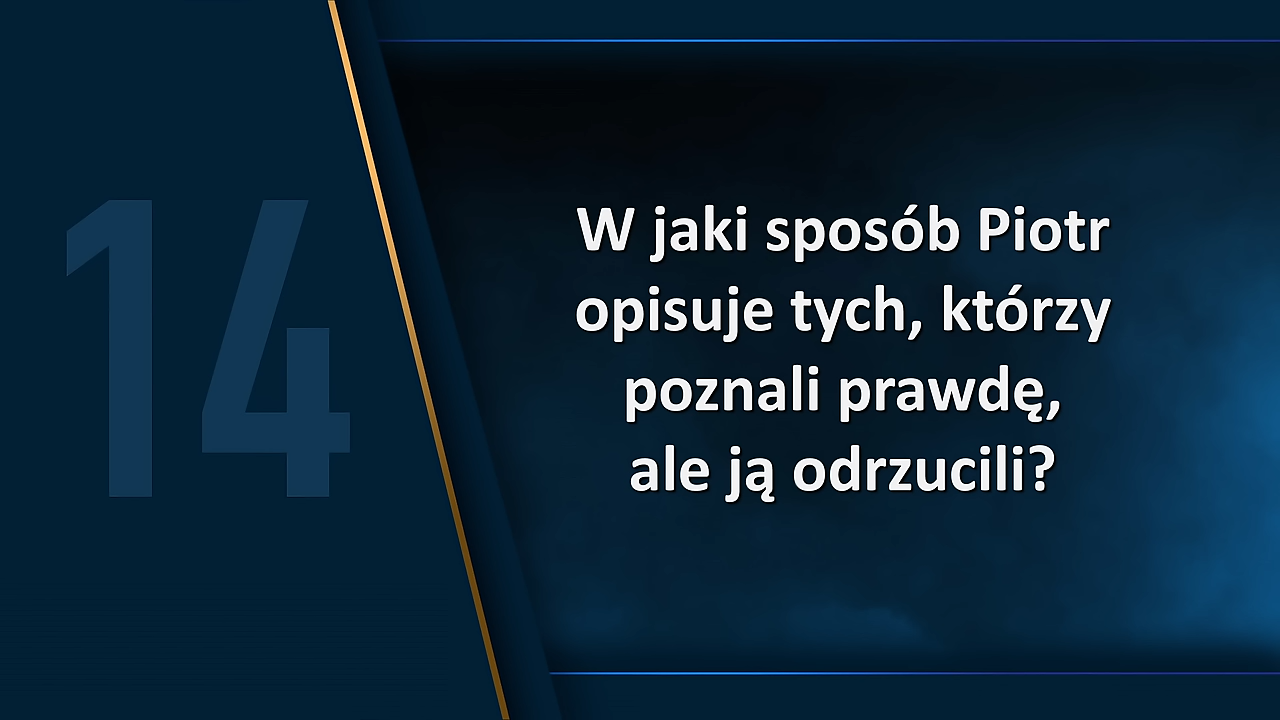 14
W jaki sposób Piotr
opisuje tych, którzy
poznali prawdę,
ale ją odrzucili?